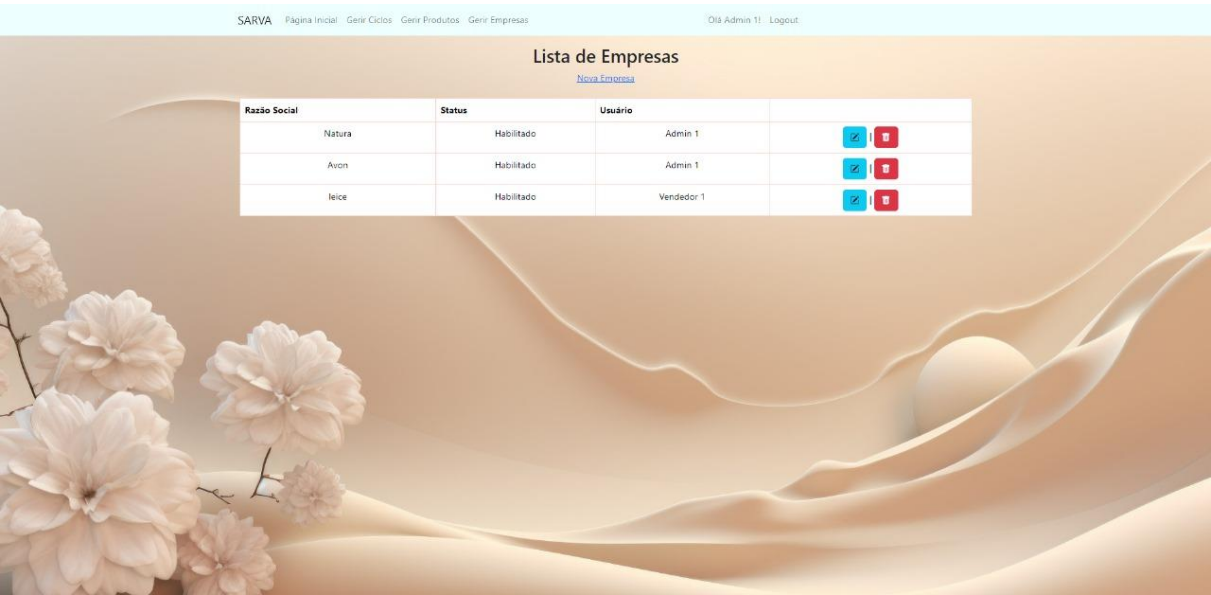 SARVA Página Inicial Gerir Ciclos Gerir Produtos Gerir Empresas Olá Admin 1! Logout
Lista de Empresas
Nova Empresa
Razão Social Status Usuário
Natura Habilitado Admin 1 |
Avon Habilitado Admin 1 |
leice Habilitado Vendedor 1 |